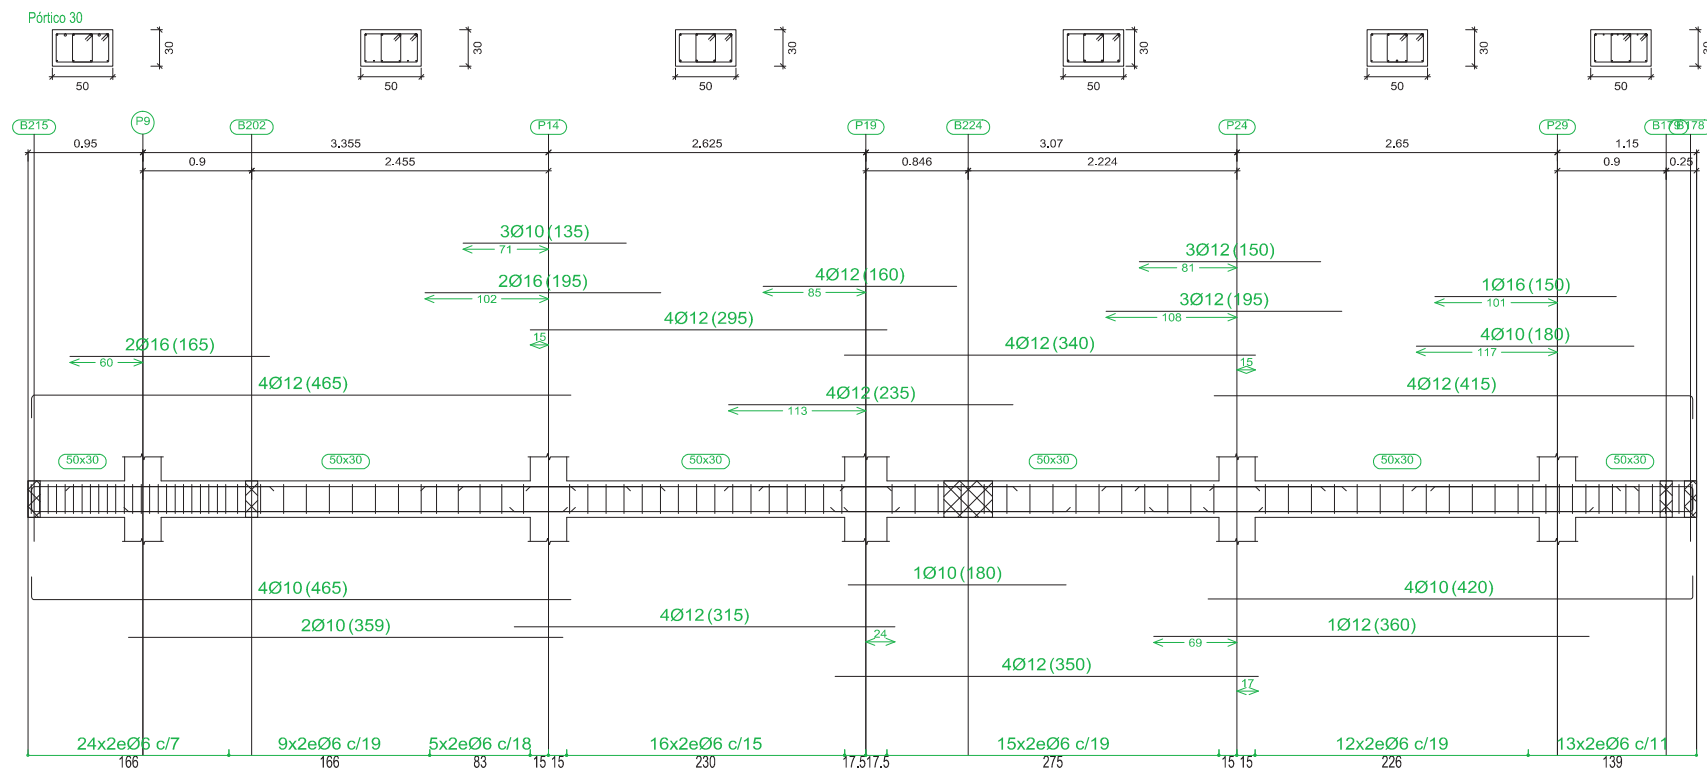 Pórtico 30
30 30 30 30 30 30
50 50 50 50 50 50
B215 P9 B202 P14 P19 B224 P24 P29 B178
0.95 3.355 2.625 3.07 2.65 1.15
0.9 2.455 0.846 2.224 0.9 0.25
3Ø10(135)
71
3Ø12(150)
81
4Ø12(160)
85
2Ø16(195)
102
1Ø16(150)
101
3Ø12(195)
108
4Ø12(295)
15
4Ø10(180)
117
4Ø12(340)
15
2Ø16(165)
60
4Ø12(465)
4Ø12(415)
4Ø12(235)
113
50x30 50x30 50x30 50x30 50x30 50x30
1Ø10(180)
4Ø10(465)
4Ø10(420)
4Ø12(315)
24
2Ø10(359)
1Ø12(360)
69
4Ø12(350)
17
24x2eØ6 c/7 9x2eØ6 c/19 5x2eØ6 c/18 16x2eØ6 c/15 15x2eØ6 c/19 12x2eØ6 c/19 13x2eØ6 c/11
166 166 83 15 15 230 17.5 17.5 275 15 15 226 139